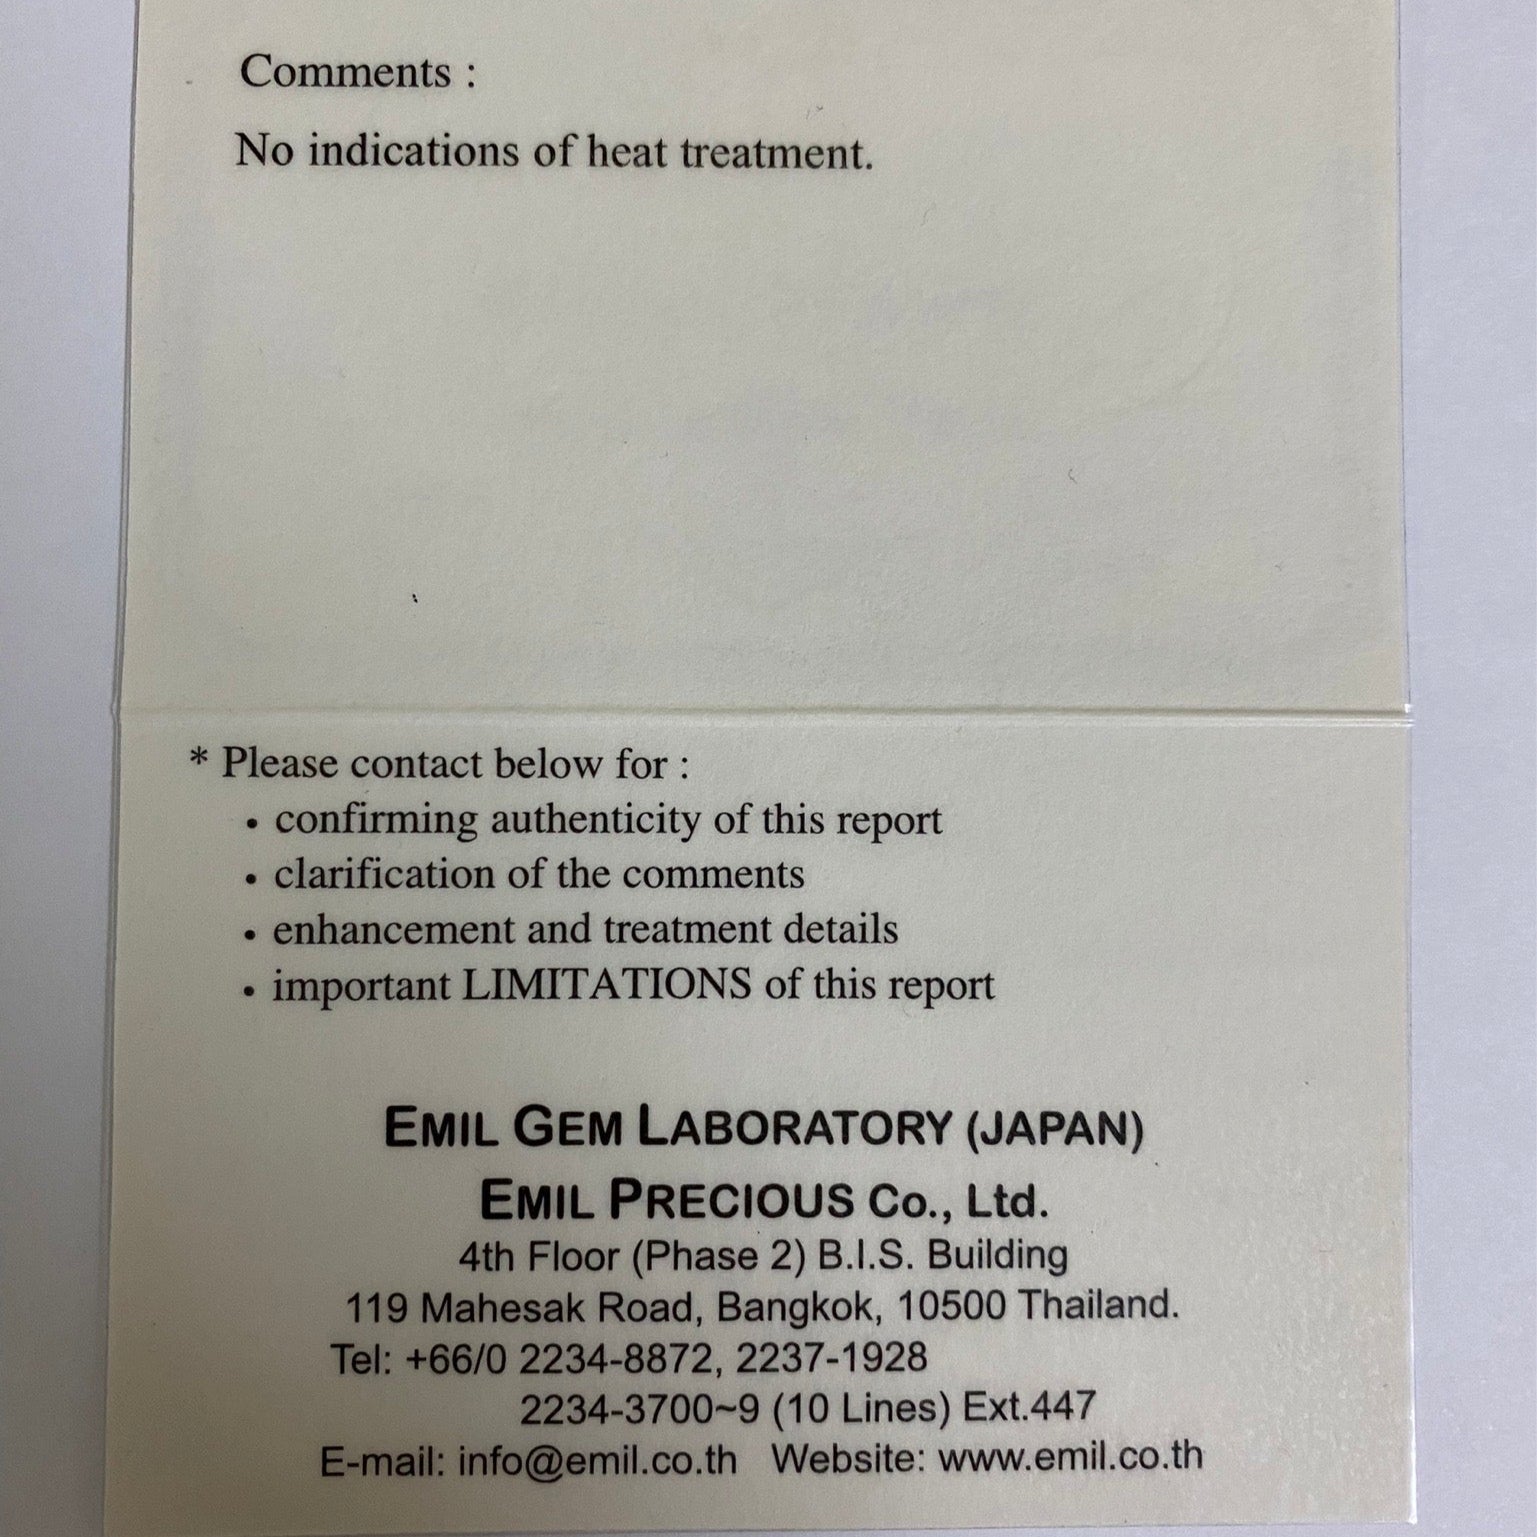 Comments :
No indications of heat treatment.
* Please contact below for :
• confirming authenticity of this report
• clarification of the comments
• enhancement and treatment details
• important LIMITATIONS of this report
EMIL GEM LABORATORY (JAPAN)
EMIL PRECIOUS Co., Ltd.
4th Floor (Phase 2) B.I.S. Building
119 Mahesak Road, Bangkok, 10500 Thailand.
Tel: +66/0 2234-8872, 2237-1928
2234-3700~9 (10 Lines) Ext.447
E-mail: info@emil.co.th Website: www.emil.co.th